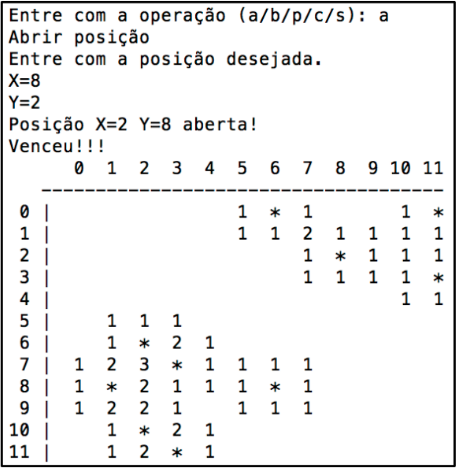 Entre com a operação (a/b/p/c/s): a
Abrir posição
Entre com a posição desejada.
X=8
Y=2
Posição X=2 Y=8 aberta!
Venceu!!!
       0  1  2  3  4  5  6  7  8  9 10 11
   -------------------------------------
 0 |                  1  *  1        1  *
 1 |                  1  1  2  1  1  1  1
 2 |                        1  *  1  1  1
 3 |                        1  1  1  1  *
 4 |                                 1  1
 5 |      1  1  1
 6 |      1  *  2  1
 7 |   1  2  3  *  1  1  1  1
 8 |   1  *  2  1  1  1  *  1
 9 |   1  2  2  1     1  1  1
10 |      1  *  2  1
11 |      1  2  *  1